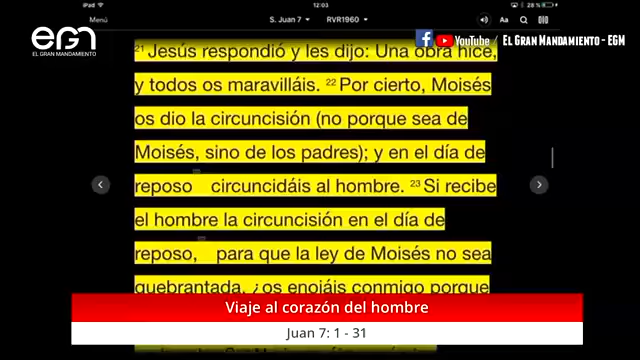 iPad
12:03
28 %
Menú
S. Juan 7
RVR1960
Aa
EGM
EL GRAN MANDAMIENTO
YouTube / EL GRAN MANDAMIENTO - EGM
21 Jesús respondió y les dijo: Una obra hice,
y todos os maravilláis. 22 Por cierto, Moisés
os dio la circuncisión (no porque sea de
Moisés, sino de los padres); y en el día de
reposo circuncidáis al hombre. 23 Si recibe
el hombre la circuncisión en el día de
reposo, para que la ley de Moisés no sea
quebrantada, ¿os enojáis conmigo porque
Viaje al corazón del hombre
Juan 7: 1 - 31